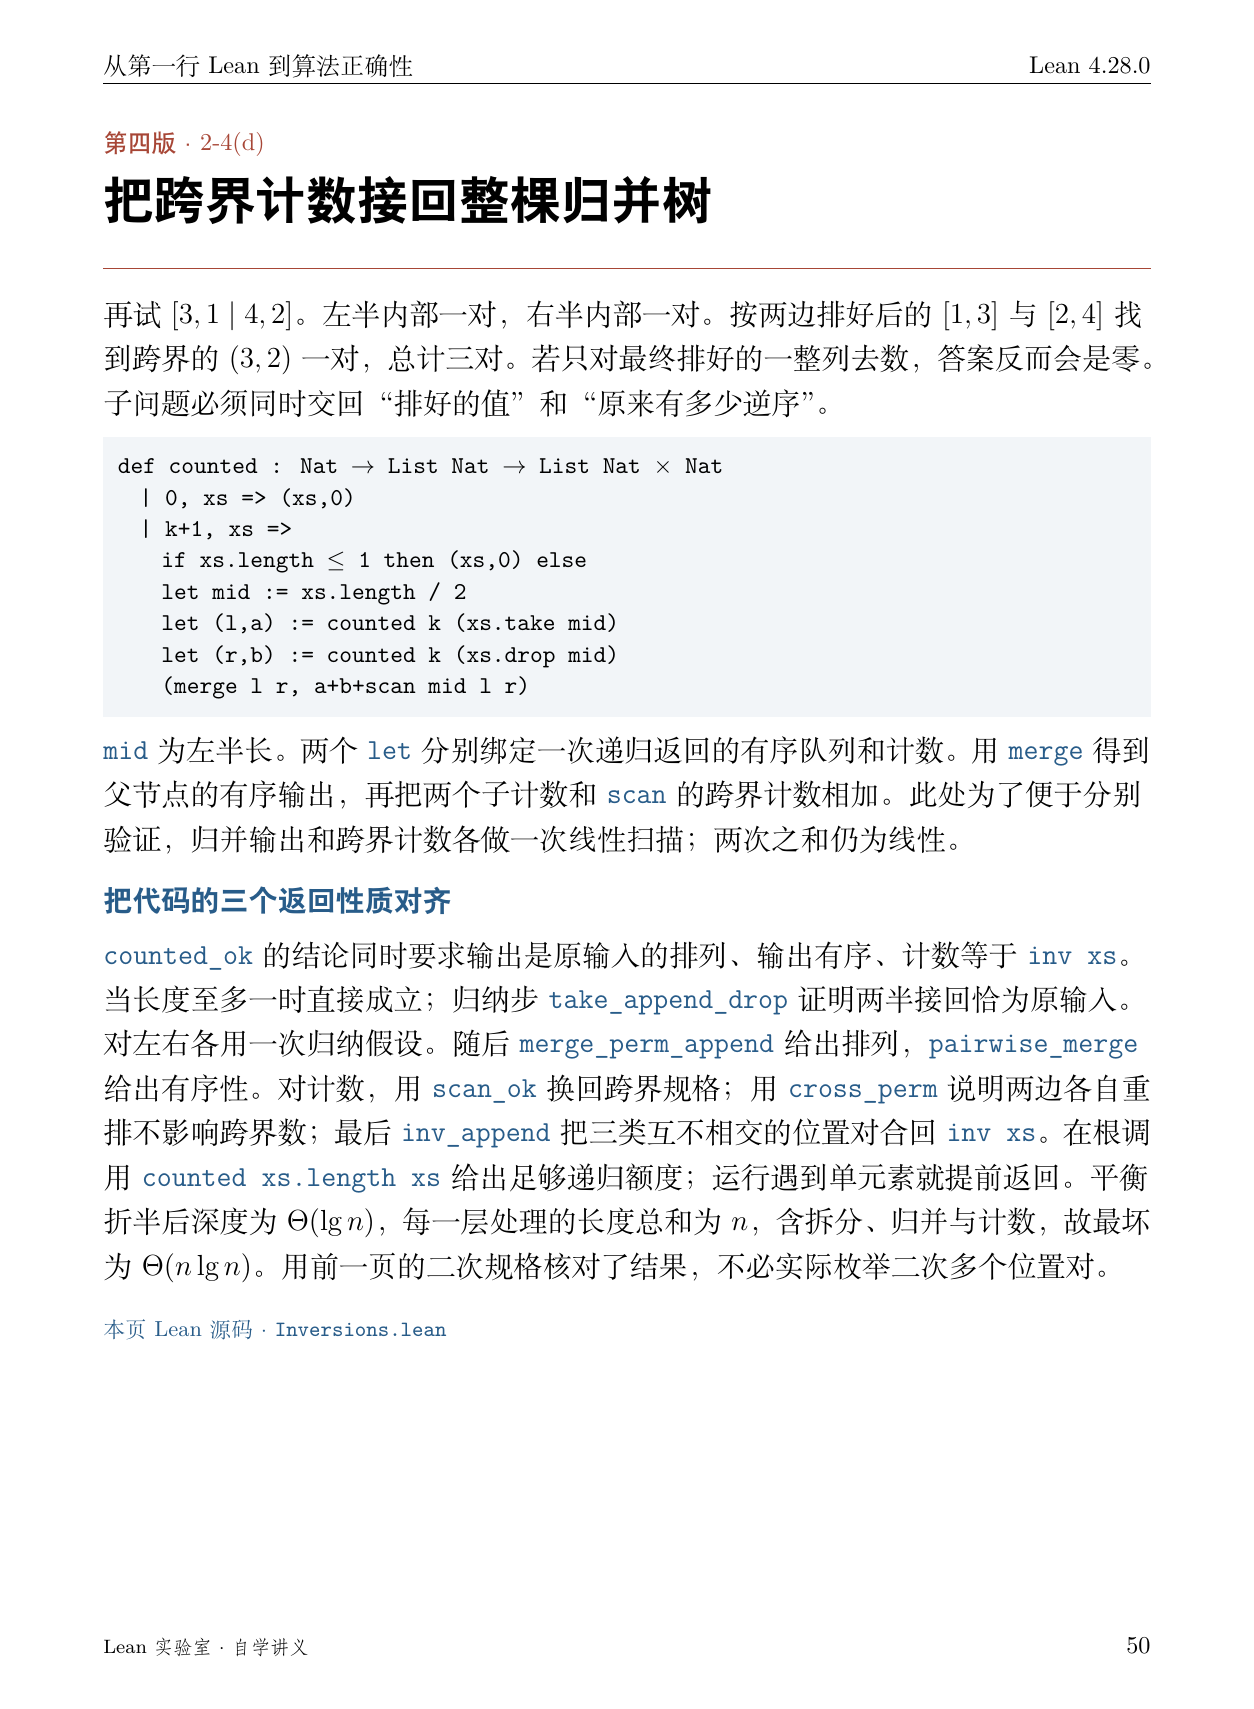 从第一行 Lean 到算法正确性
Lean 4.28.0
第四版 · 2-4(d)
把跨界计数接回整棵归并树
再试 [3, 1 | 4, 2]。左半内部一对，右半内部一对。按两边排好后的 [1, 3] 与 [2, 4] 找
到跨界的 (3, 2) 一对，总计三对。若只对最终排好的一整列去数，答案反而会是零。
子问题必须同时交回 “排好的值” 和 “原来有多少逆序”。
def counted : Nat → List Nat → List Nat × Nat
  | 0, xs => (xs,0)
  | k+1, xs =>
    if xs.length ≤ 1 then (xs,0) else
    let mid := xs.length / 2
    let (l,a) := counted k (xs.take mid)
    let (r,b) := counted k (xs.drop mid)
    (merge l r, a+b+scan mid l r)
mid 为左半长。两个 let 分别绑定一次递归返回的有序队列和计数。用 merge 得到
父节点的有序输出，再把两个子计数和 scan 的跨界计数相加。此处为了便于分别
验证，归并输出和跨界计数各做一次线性扫描；两次之和仍为线性。
把代码的三个返回性质对齐
counted_ok 的结论同时要求输出是原输入的排列、输出有序、计数等于 inv xs。
当长度至多一时直接成立；归纳步 take_append_drop 证明两半接回恰为原输入。
对左右各用一次归纳假设。随后 merge_perm_append 给出排列，pairwise_merge
给出有序性。对计数，用 scan_ok 换回跨界规格；用 cross_perm 说明两边各自重
排不影响跨界数；最后 inv_append 把三类互不相交的位置对合回 inv xs。在根调
用 counted xs.length xs 给出足够递归额度；运行遇到单元素就提前返回。平衡
折半后深度为 Θ(lg n)，每一层处理的长度总和为 n，含拆分、归并与计数，故最坏
为 Θ(n lg n)。用前一页的二次规格核对了结果，不必实际枚举二次多个位置对。
本页 Lean 源码 · Inversions.lean
Lean 实验室 · 自学讲义
50